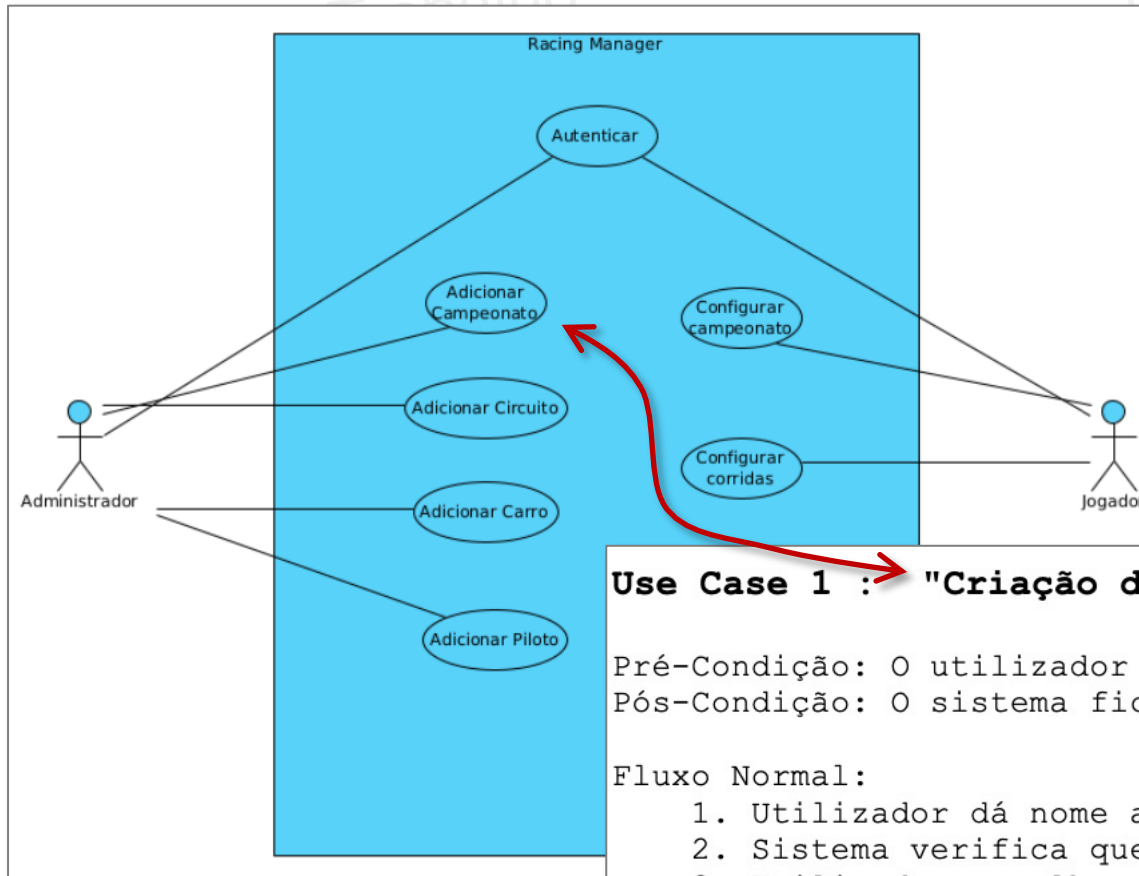 Racing Manager
Autenticar
Adicionar
Campeonato
Configurar
campeonato
Adicionar Circuito
Configurar
corridas
Administrador
Adicionar Carro
Adicionar Piloto
Use Case 1 : "Criação
Pré-Condição: O utilizador
Pós-Condição: O sistema
Fluxo Normal:
1. Utilizador dá nome
2. Sistema verifica que